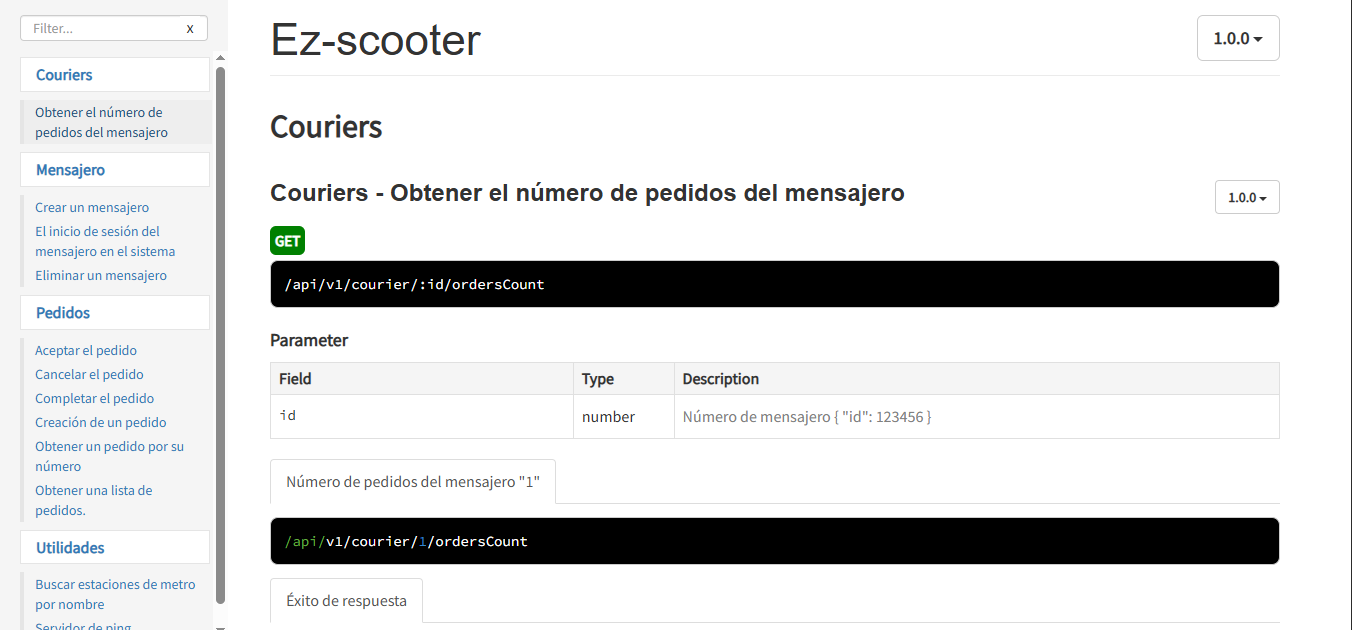 Filter...
x
Couriers
Obtener el número de
pedidos del mensajero
Mensajero
Crear un mensajero
El inicio de sesión del
mensajero en el sistema
Eliminar un mensajero
Pedidos
Aceptar el pedido
Cancelar el pedido
Completar el pedido
Creación de un pedido
Obtener un pedido por su
número
Obtener una lista de
pedidos.
Utilidades
Buscar estaciones de metro
por nombre
Servidor de ping
Ez-scooter
1.0.0
Couriers
Couriers - Obtener el número de pedidos del mensajero
1.0.0
GET
/api/v1/courier/:id/ordersCount
Parameter
Field Type Description
id number Número de mensajero { "id": 123456 }
Número de pedidos del mensajero "1"
/api/v1/courier/1/ordersCount
Éxito de respuesta